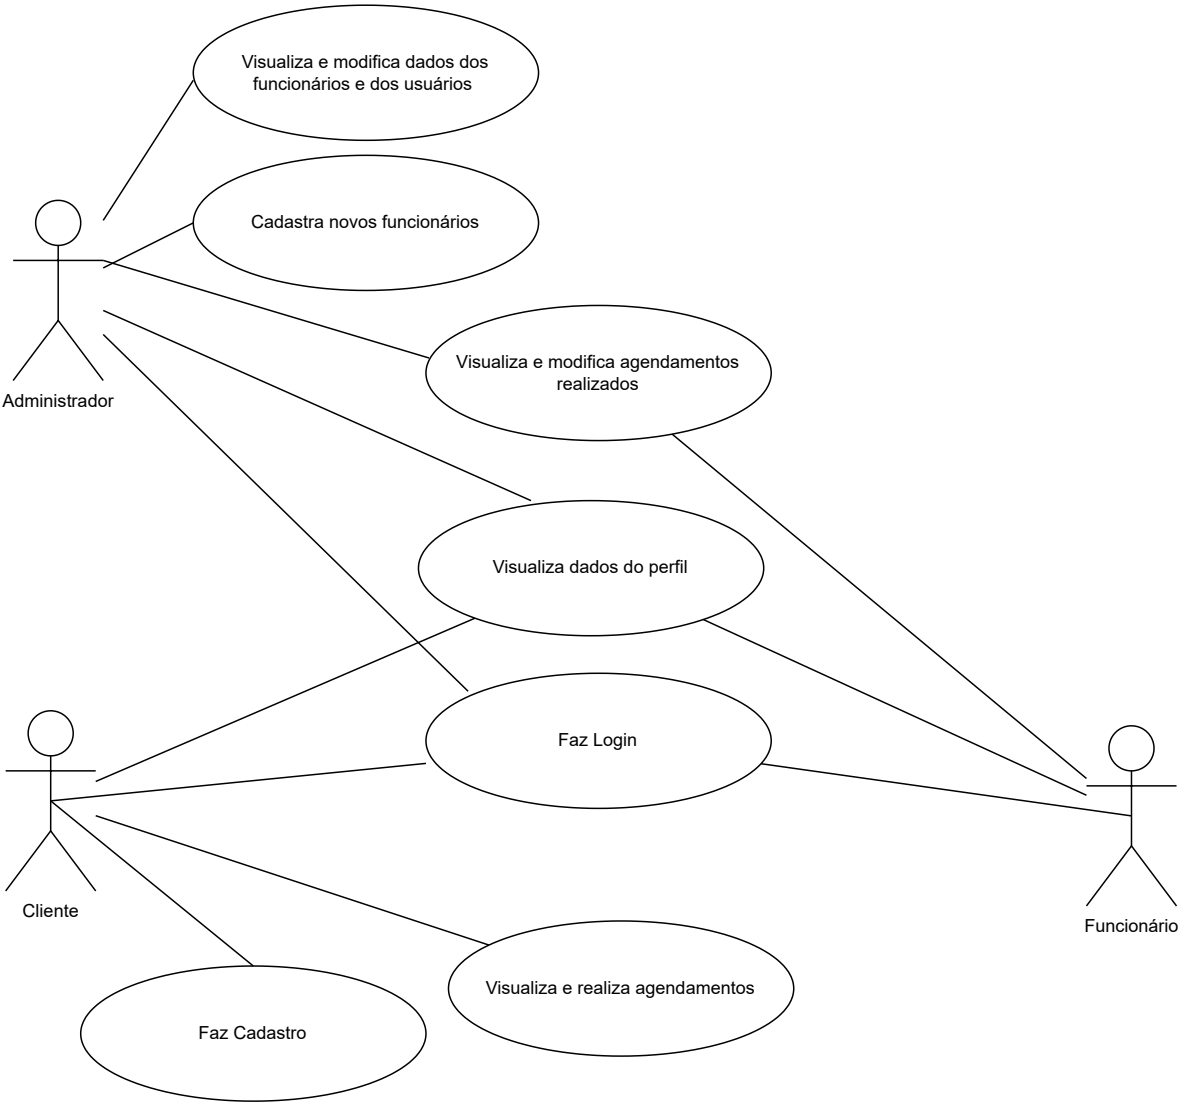 Visualiza e modifica dados dos
funcionários e dos usuários
Cadastra novos funcionários
Administrador
Visualiza e modifica agendamentos
realizados
Visualiza dados do perfil
Faz Login
Cliente
Funcionário
Visualiza e realiza agendamentos
Faz Cadastro